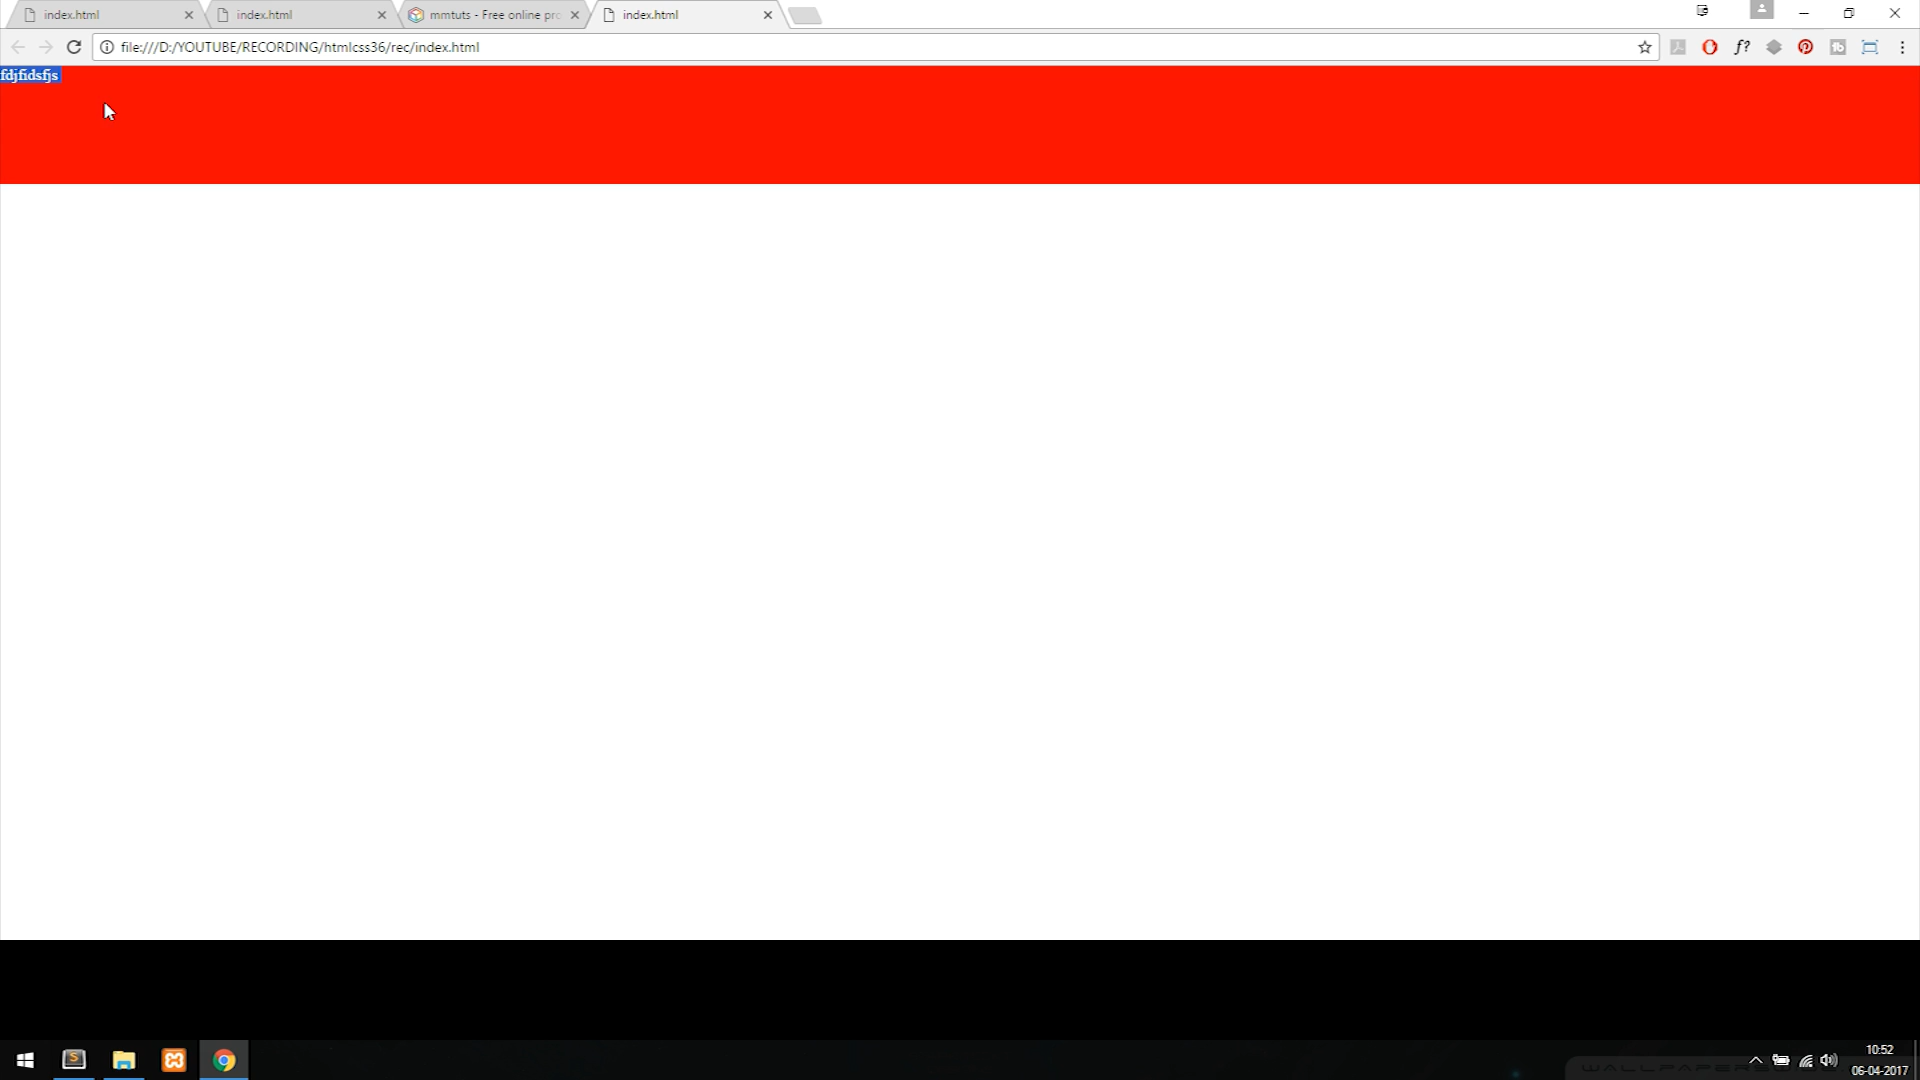 index.html
index.html
mmtuts - Free online pro
index.html
file:///D:/YOUTUBE/RECORDING/htmlcss36/rec/index.html
f?
fdjfidsfjs
S
10:52
06-04-2017